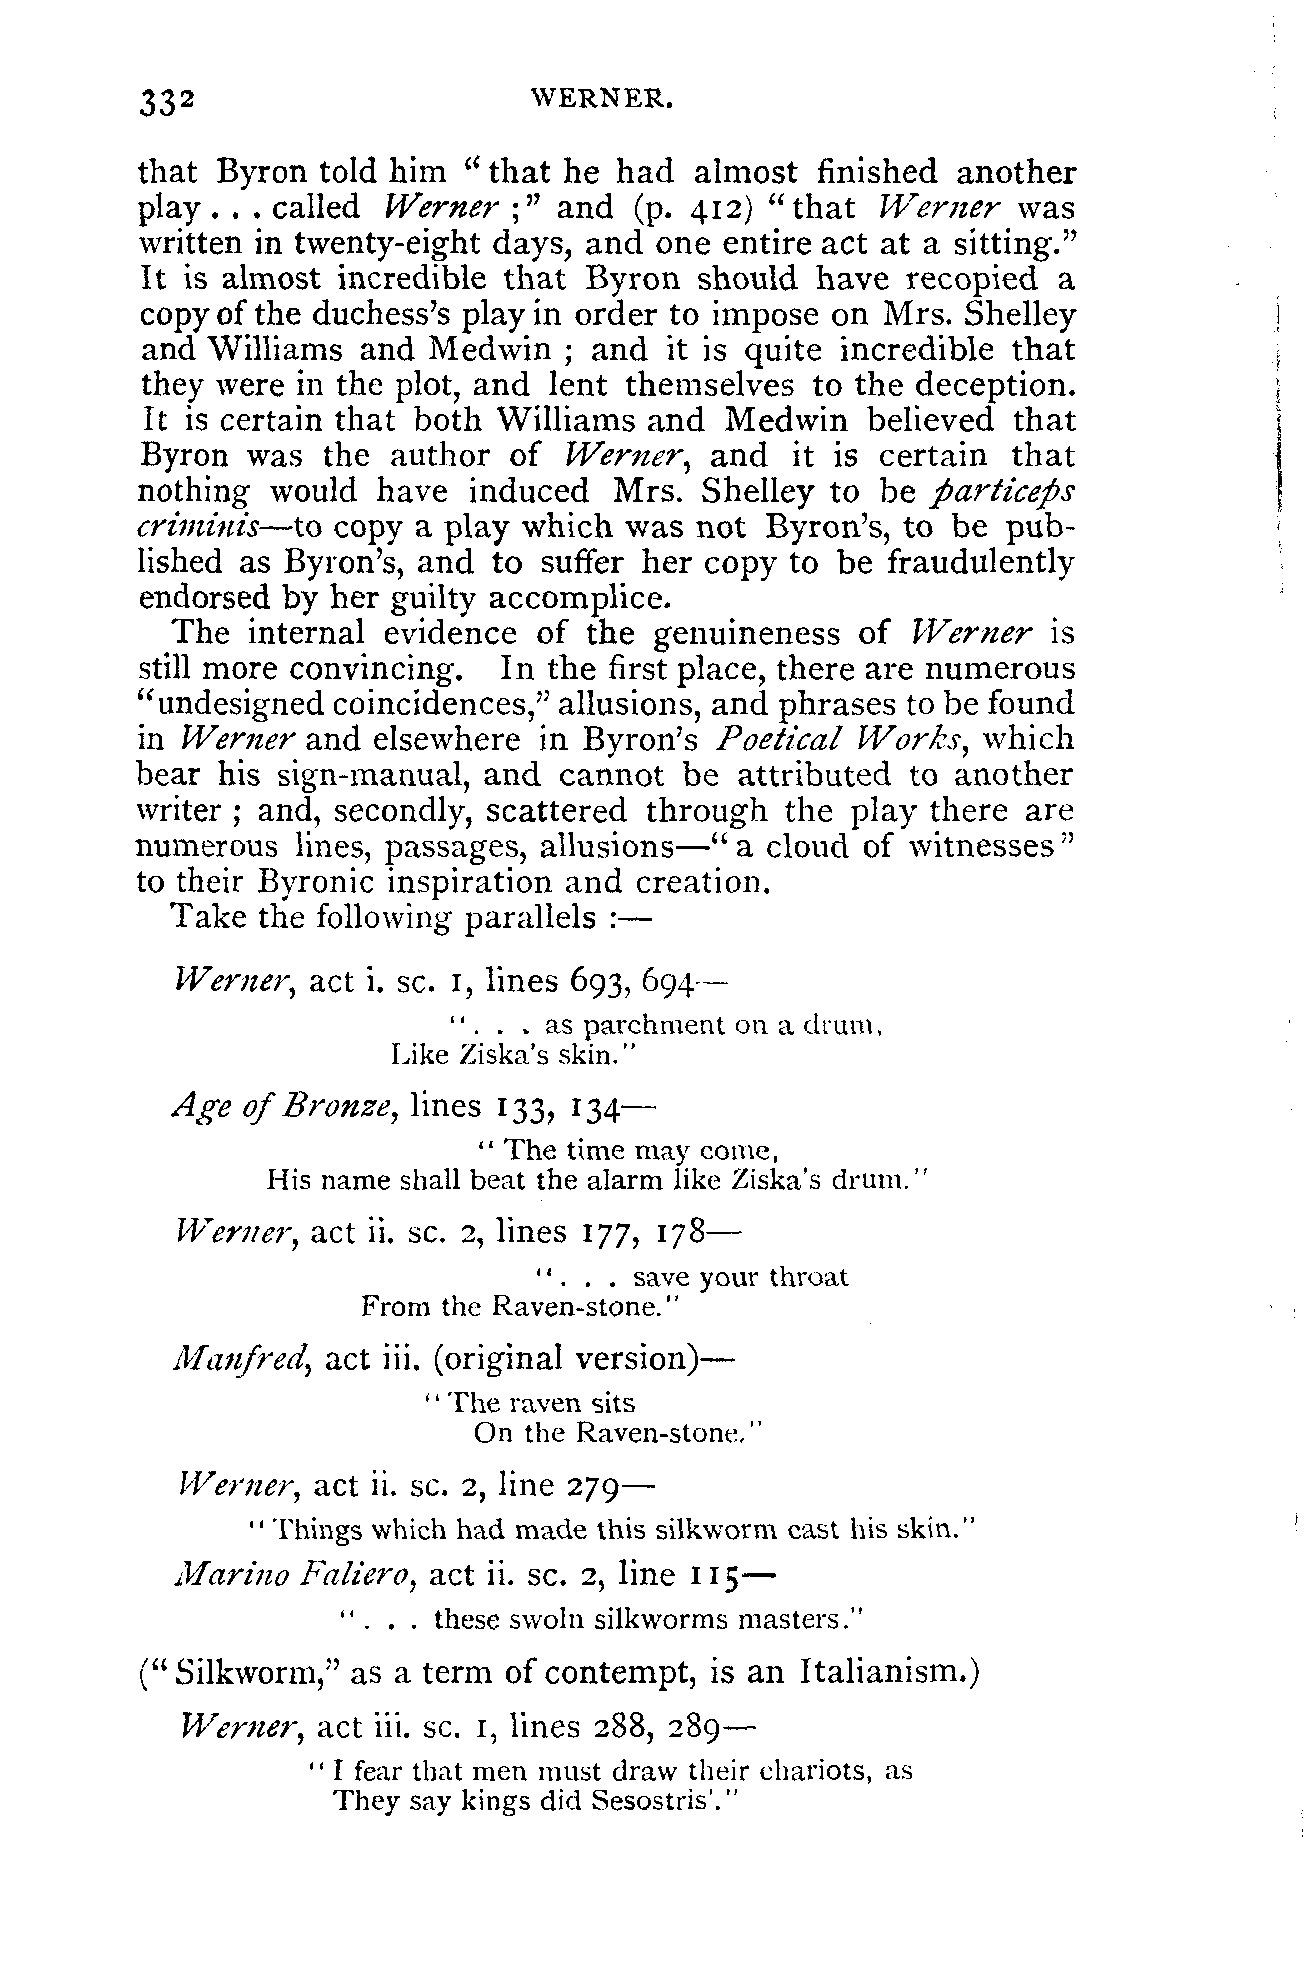 332 WERNER.
that Byron told him "that he had almost finished another
play . . . called Werner ;" and (p. 412) "that Werner was
written in twenty-eight days, and one entire act at a sitting."
It is almost incredible that Byron should have recopied a
copy of the duchess's play in order to impose on Mrs. Shelley
and Williams and Medwin ; and it is quite incredible that
they were in the plot, and lent themselves to the deception.
It is certain that both Williams and Medwin believed that
Byron was the author of Werner, and it is certain that
nothing would have induced Mrs. Shelley to be particeps
criminis—to copy a play which was not Byron's, to be pub-
lished as Byron's, and to suffer her copy to be fraudulently
endorsed by her guilty accomplice.
The internal evidence of the genuineness of Werner is
still more convincing. In the first place, there are numerous
"undesigned coincidences," allusions, and phrases to be found
in Werner and elsewhere in Byron's Poetical Works, which
bear his sign-manual, and cannot be attributed to another
writer ; and, secondly, scattered through the play there are
numerous lines, passages, allusions—"a cloud of witnesses"
to their Byronic inspiration and creation.
Take the following parallels :—
Werner, act i. sc. 1, lines 693, 694—
". . . as parchment on a drum,
Like Ziska's skin."
Age of Bronze, lines 133, 134—
"The time may come,
His name shall beat the alarm like Ziska's drum."
Werner, act ii. sc. 2, lines 177, 178—
". . . save your throat
From the Raven-stone."
Manfred, act iii. (original version)—
"The raven sits
On the Raven-stone."
Werner, act ii. sc. 2, line 279—
"Things which had made this silkworm cast his skin."
Marino Faliero, act ii. sc. 2, line 115—
". . . these swoln silkworms masters."
("Silkworm," as a term of contempt, is an Italianism.)
Werner, act iii. sc. 1, lines 288, 289—
"I fear that men must draw their chariots, as
They say kings did Sesostris'."